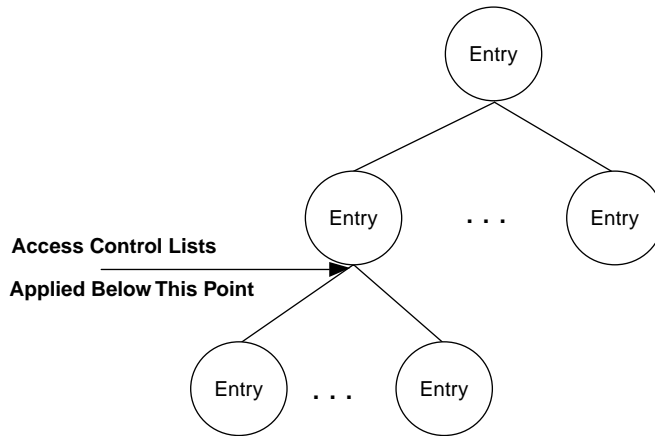 Entry
Entry
. . .
Entry
Access Control Lists
Applied Below This Point
Entry
. . .
Entry